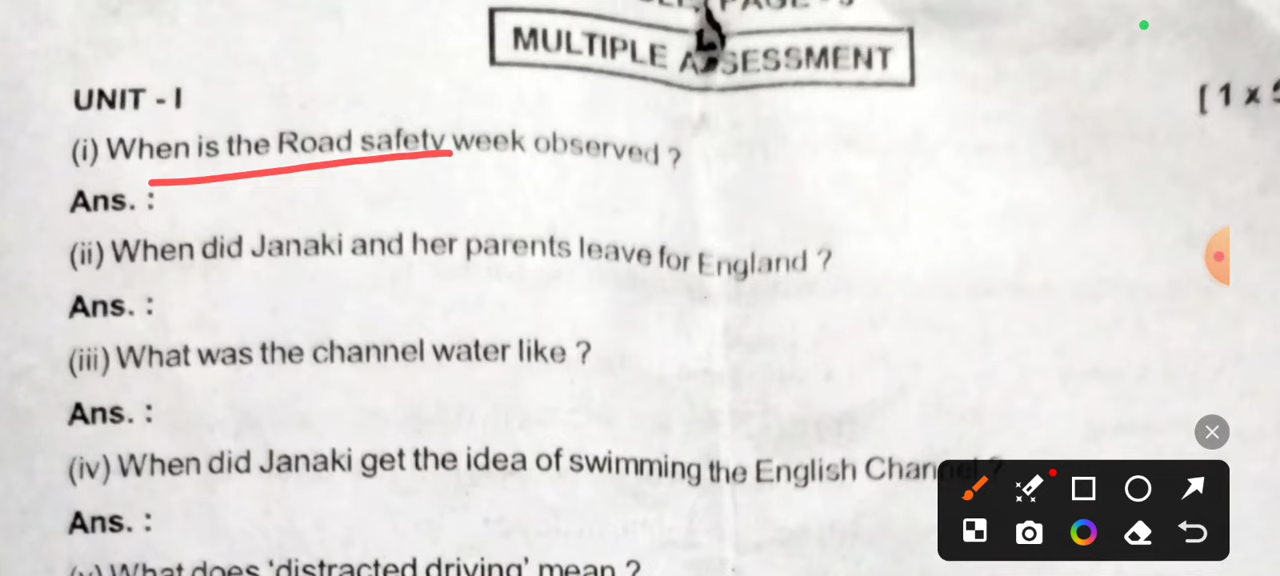 MULTIPLE ASSESSMENT
UNIT - I
[ 1 x
(i) When is the Road safety week observed ?
Ans. :
(ii) When did Janaki and her parents leave for England ?
Ans. :
(iii) What was the channel water like ?
Ans. :
(iv) When did Janaki get the idea of swimming the English Channel ?
Ans. :
(v) What does 'distracted driving' mean ?